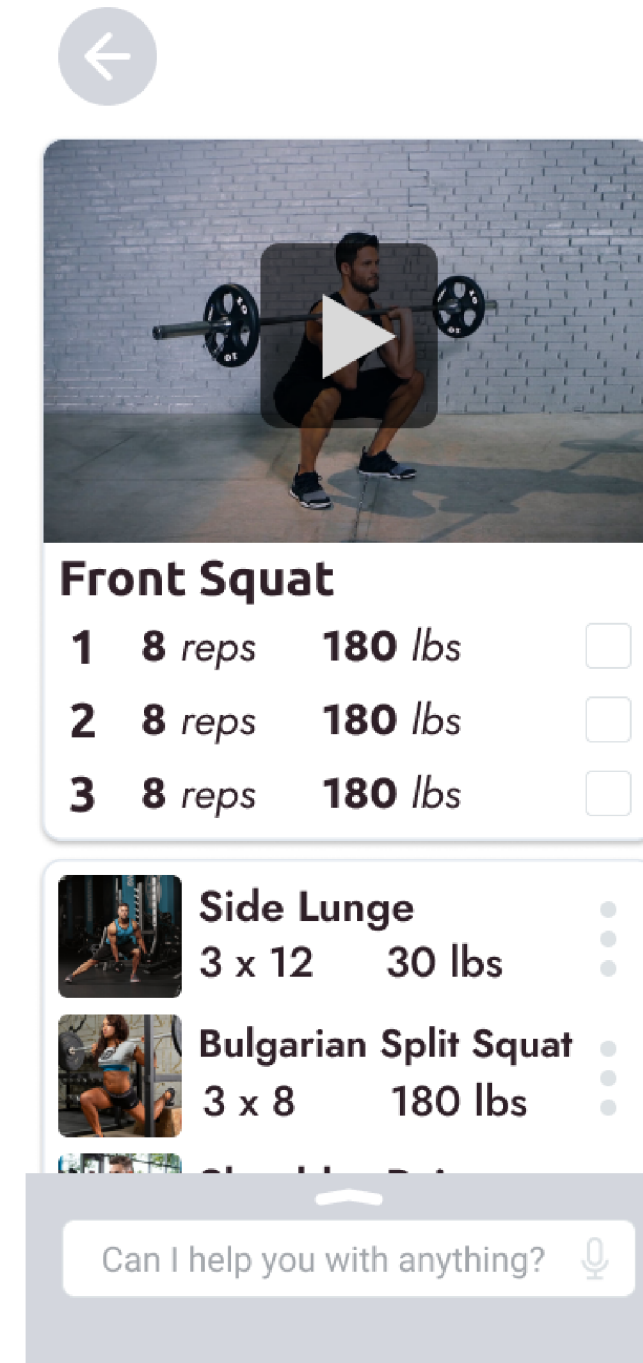 Front Squat
1 8 reps 180 lbs
2 8 reps 180 lbs
3 8 reps 180 lbs
Side Lunge
3 x 12 30 lbs
Bulgarian Split Squat
3 x 8 180 lbs
Can I help you with anything?